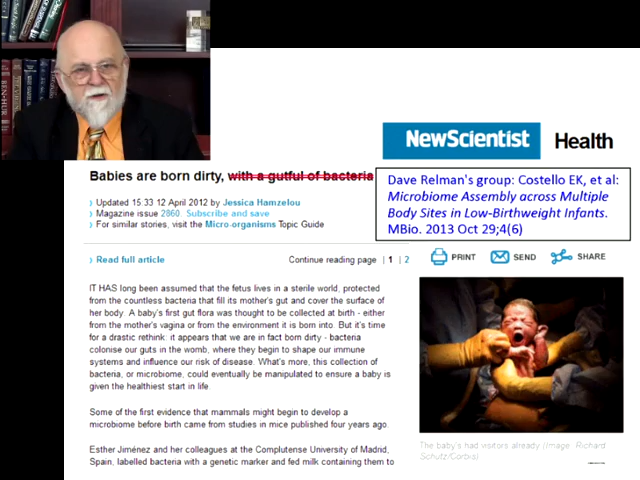 BEN-HUR
NewScientist Health
Babies are born dirty, with a gutful of bacteria
Dave Relman's group: Costello EK, et al:
Microbiome Assembly across Multiple
Body Sites in Low-Birthweight Infants.
MBio. 2013 Oct 29;4(6)
Updated 15:33 12 April 2012 by Jessica Hamzelou
Magazine issue 2860. Subscribe and save
For similar stories, visit the Micro-organisms Topic Guide
Read full article
Continue reading page | 1 | 2
PRINT SEND SHARE
IT HAS long been assumed that the fetus lives in a sterile world, protected
from the countless bacteria that fill its mother's gut and cover the surface of
her body. A baby's first gut flora was thought to be collected at birth - either
from the mother's vagina or from the environment it is born into. But it's time
for a drastic rethink: it appears that we are in fact born dirty - bacteria
colonise our guts in the womb, where they begin to shape our immune
systems and influence our risk of disease. What's more, this collection of
bacteria, or microbiome, could eventually be manipulated to ensure a baby is
given the healthiest start in life.
Some of the first evidence that mammals might begin to develop a
microbiome before birth came from studies in mice published four years ago.
Esther Jiménez and her colleagues at the Complutense University of Madrid,
Spain, labelled bacteria with a genetic marker and fed milk containing them to
The baby's had visitors already (Image: Richard
Schultz/Corbis)